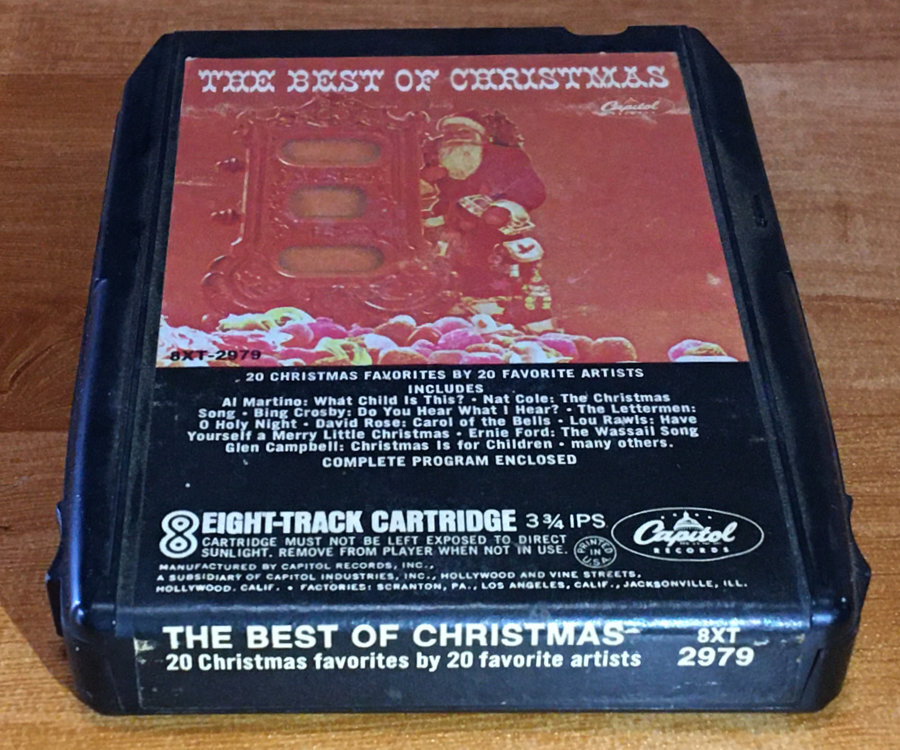 THE BEST OF CHRISTMAS
Capitol
8XT-2979
20 CHRISTMAS FAVORITES BY 20 FAVORITE ARTISTS
INCLUDES
Al Martino: What Child Is This? • Nat Cole: The Christmas
Song • Bing Crosby: Do You Hear What I Hear? • The Lettermen:
O Holy Night • David Rose: Carol of the Bells • Lou Rawls: Have
Yourself a Merry Little Christmas • Ernie Ford: The Wassail Song
Glen Campbell: Christmas Is for Children • many others.
COMPLETE PROGRAM ENCLOSED
8 EIGHT-TRACK CARTRIDGE 3 3/4 IPS
CARTRIDGE MUST NOT BE LEFT EXPOSED TO DIRECT
SUNLIGHT. REMOVE FROM PLAYER WHEN NOT IN USE.
PRINTED IN U.S.A.
Capitol
RECORDS
MANUFACTURED BY CAPITOL RECORDS, INC.,
A SUBSIDIARY OF CAPITOL INDUSTRIES, INC., HOLLYWOOD AND VINE STREETS,
HOLLYWOOD, CALIF. • FACTORIES: SCRANTON, PA., LOS ANGELES, CALIF., JACKSONVILLE, ILL.
THE BEST OF CHRISTMAS
20 Christmas favorites by 20 favorite artists
8XT
2979